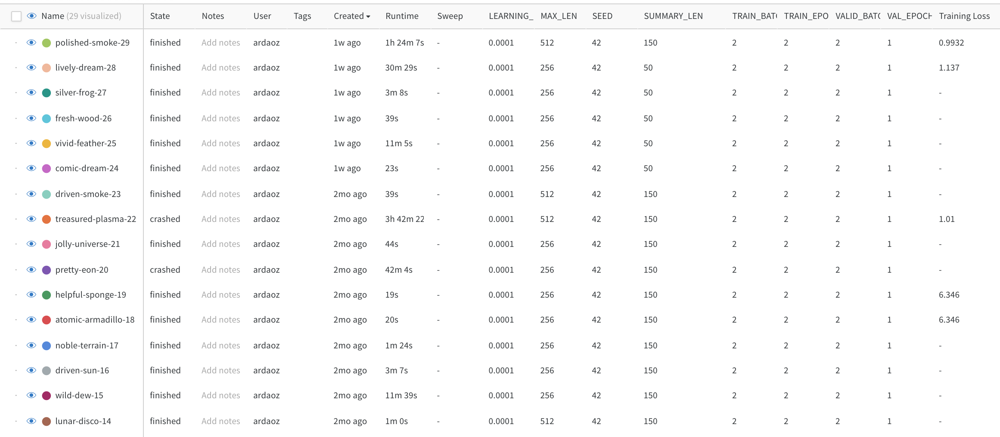 Name (29 visualized) State Notes User Tags Created Runtime Sweep LEARNING_ MAX_LEN SEED SUMMARY_LEN TRAIN_BAT TRAIN_EPO VALID_BAT VAL_EPOCH Training Loss
polished-smoke-29 finished Add notes ardaoz 1w ago 1h 24m 7s - 0.0001 512 42 150 2 2 2 1 0.9932
lively-dream-28 finished Add notes ardaoz 1w ago 30m 29s - 0.0001 256 42 50 2 2 2 1 1.137
silver-frog-27 finished Add notes ardaoz 1w ago 3m 8s - 0.0001 256 42 50 2 2 2 1 -
fresh-wood-26 finished Add notes ardaoz 1w ago 39s - 0.0001 256 42 50 2 2 2 1 -
vivid-feather-25 finished Add notes ardaoz 1w ago 11m 5s - 0.0001 256 42 50 2 2 2 1 -
comic-dream-24 finished Add notes ardaoz 1w ago 23s - 0.0001 256 42 50 2 2 2 1 -
driven-smoke-23 finished Add notes ardaoz 2mo ago 39s - 0.0001 512 42 150 2 2 2 1 -
treasured-plasma-22 crashed Add notes ardaoz 2mo ago 3h 42m 22 - 0.0001 512 42 150 2 2 2 1 1.01
jolly-universe-21 finished Add notes ardaoz 2mo ago 44s - 0.0001 256 42 150 2 2 2 1 -
pretty-eon-20 crashed Add notes ardaoz 2mo ago 42m 4s - 0.0001 256 42 150 2 2 2 1 -
helpful-sponge-19 finished Add notes ardaoz 2mo ago 19s - 0.0001 256 42 150 2 2 2 1 6.346
atomic-armadillo-18 finished Add notes ardaoz 2mo ago 20s - 0.0001 256 42 150 2 2 2 1 6.346
noble-terrain-17 finished Add notes ardaoz 2mo ago 1m 24s - 0.0001 256 42 150 2 2 2 1 -
driven-sun-16 finished Add notes ardaoz 2mo ago 3m 7s - 0.0001 256 42 150 2 2 2 1 -
wild-dew-15 finished Add notes ardaoz 2mo ago 11m 39s - 0.0001 256 42 150 2 2 2 1 -
lunar-disco-14 finished Add notes ardaoz 2mo ago 1m 0s - 0.0001 512 42 150 2 2 2 1 -